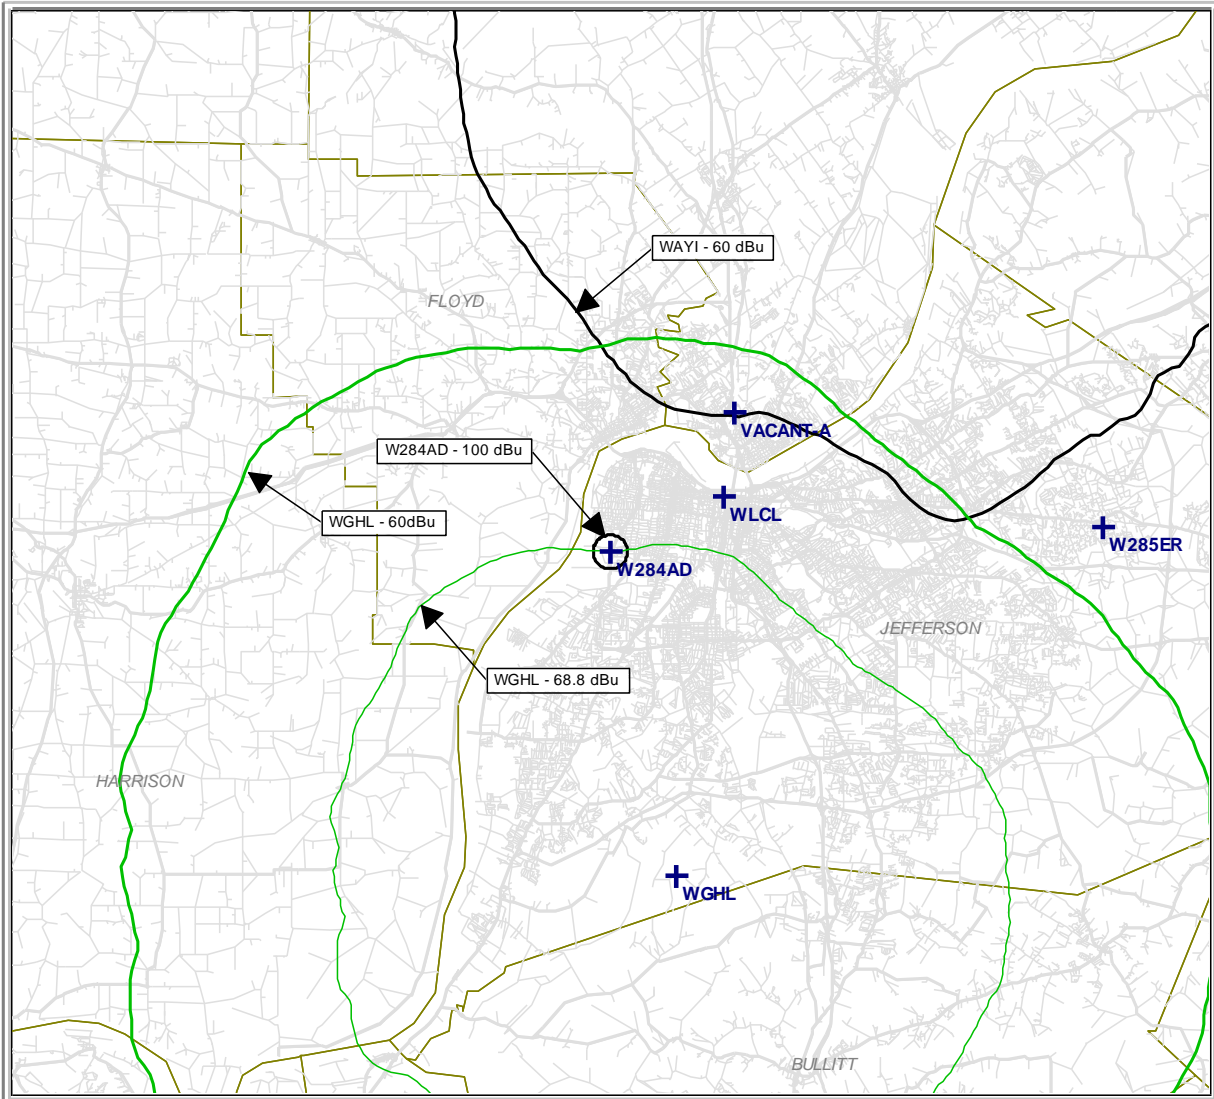 WAYI - 60 dBu
FLOYD
VACANT-A
W284AD - 100 dBu
WLCL
WGHL - 60dBu
W285ER
W284AD
JEFFERSON
WGHL - 68.8 dBu
HARRISON
WGHL
BULLITT